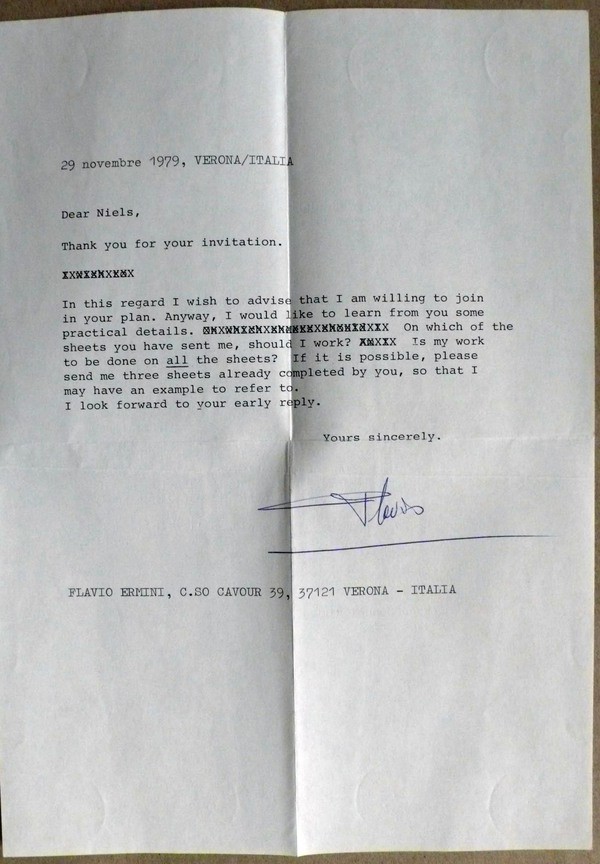 29 novembre 1979, VERONA/ITALIA
Dear Niels,
Thank you for your invitation.
In this regard I wish to advise that I am willing to join
in your plan. Anyway, I would like to learn from you some
practical details. On which of the
sheets you have sent me, should I work? Is my work
to be done on all the sheets? If it is possible, please
send me three sheets already completed by you, so that I
may have an example to refer to.
I look forward to your early reply.
Yours sincerely.
Flavio
FLAVIO ERMINI, C.SO CAVOUR 39, 37121 VERONA - ITALIA